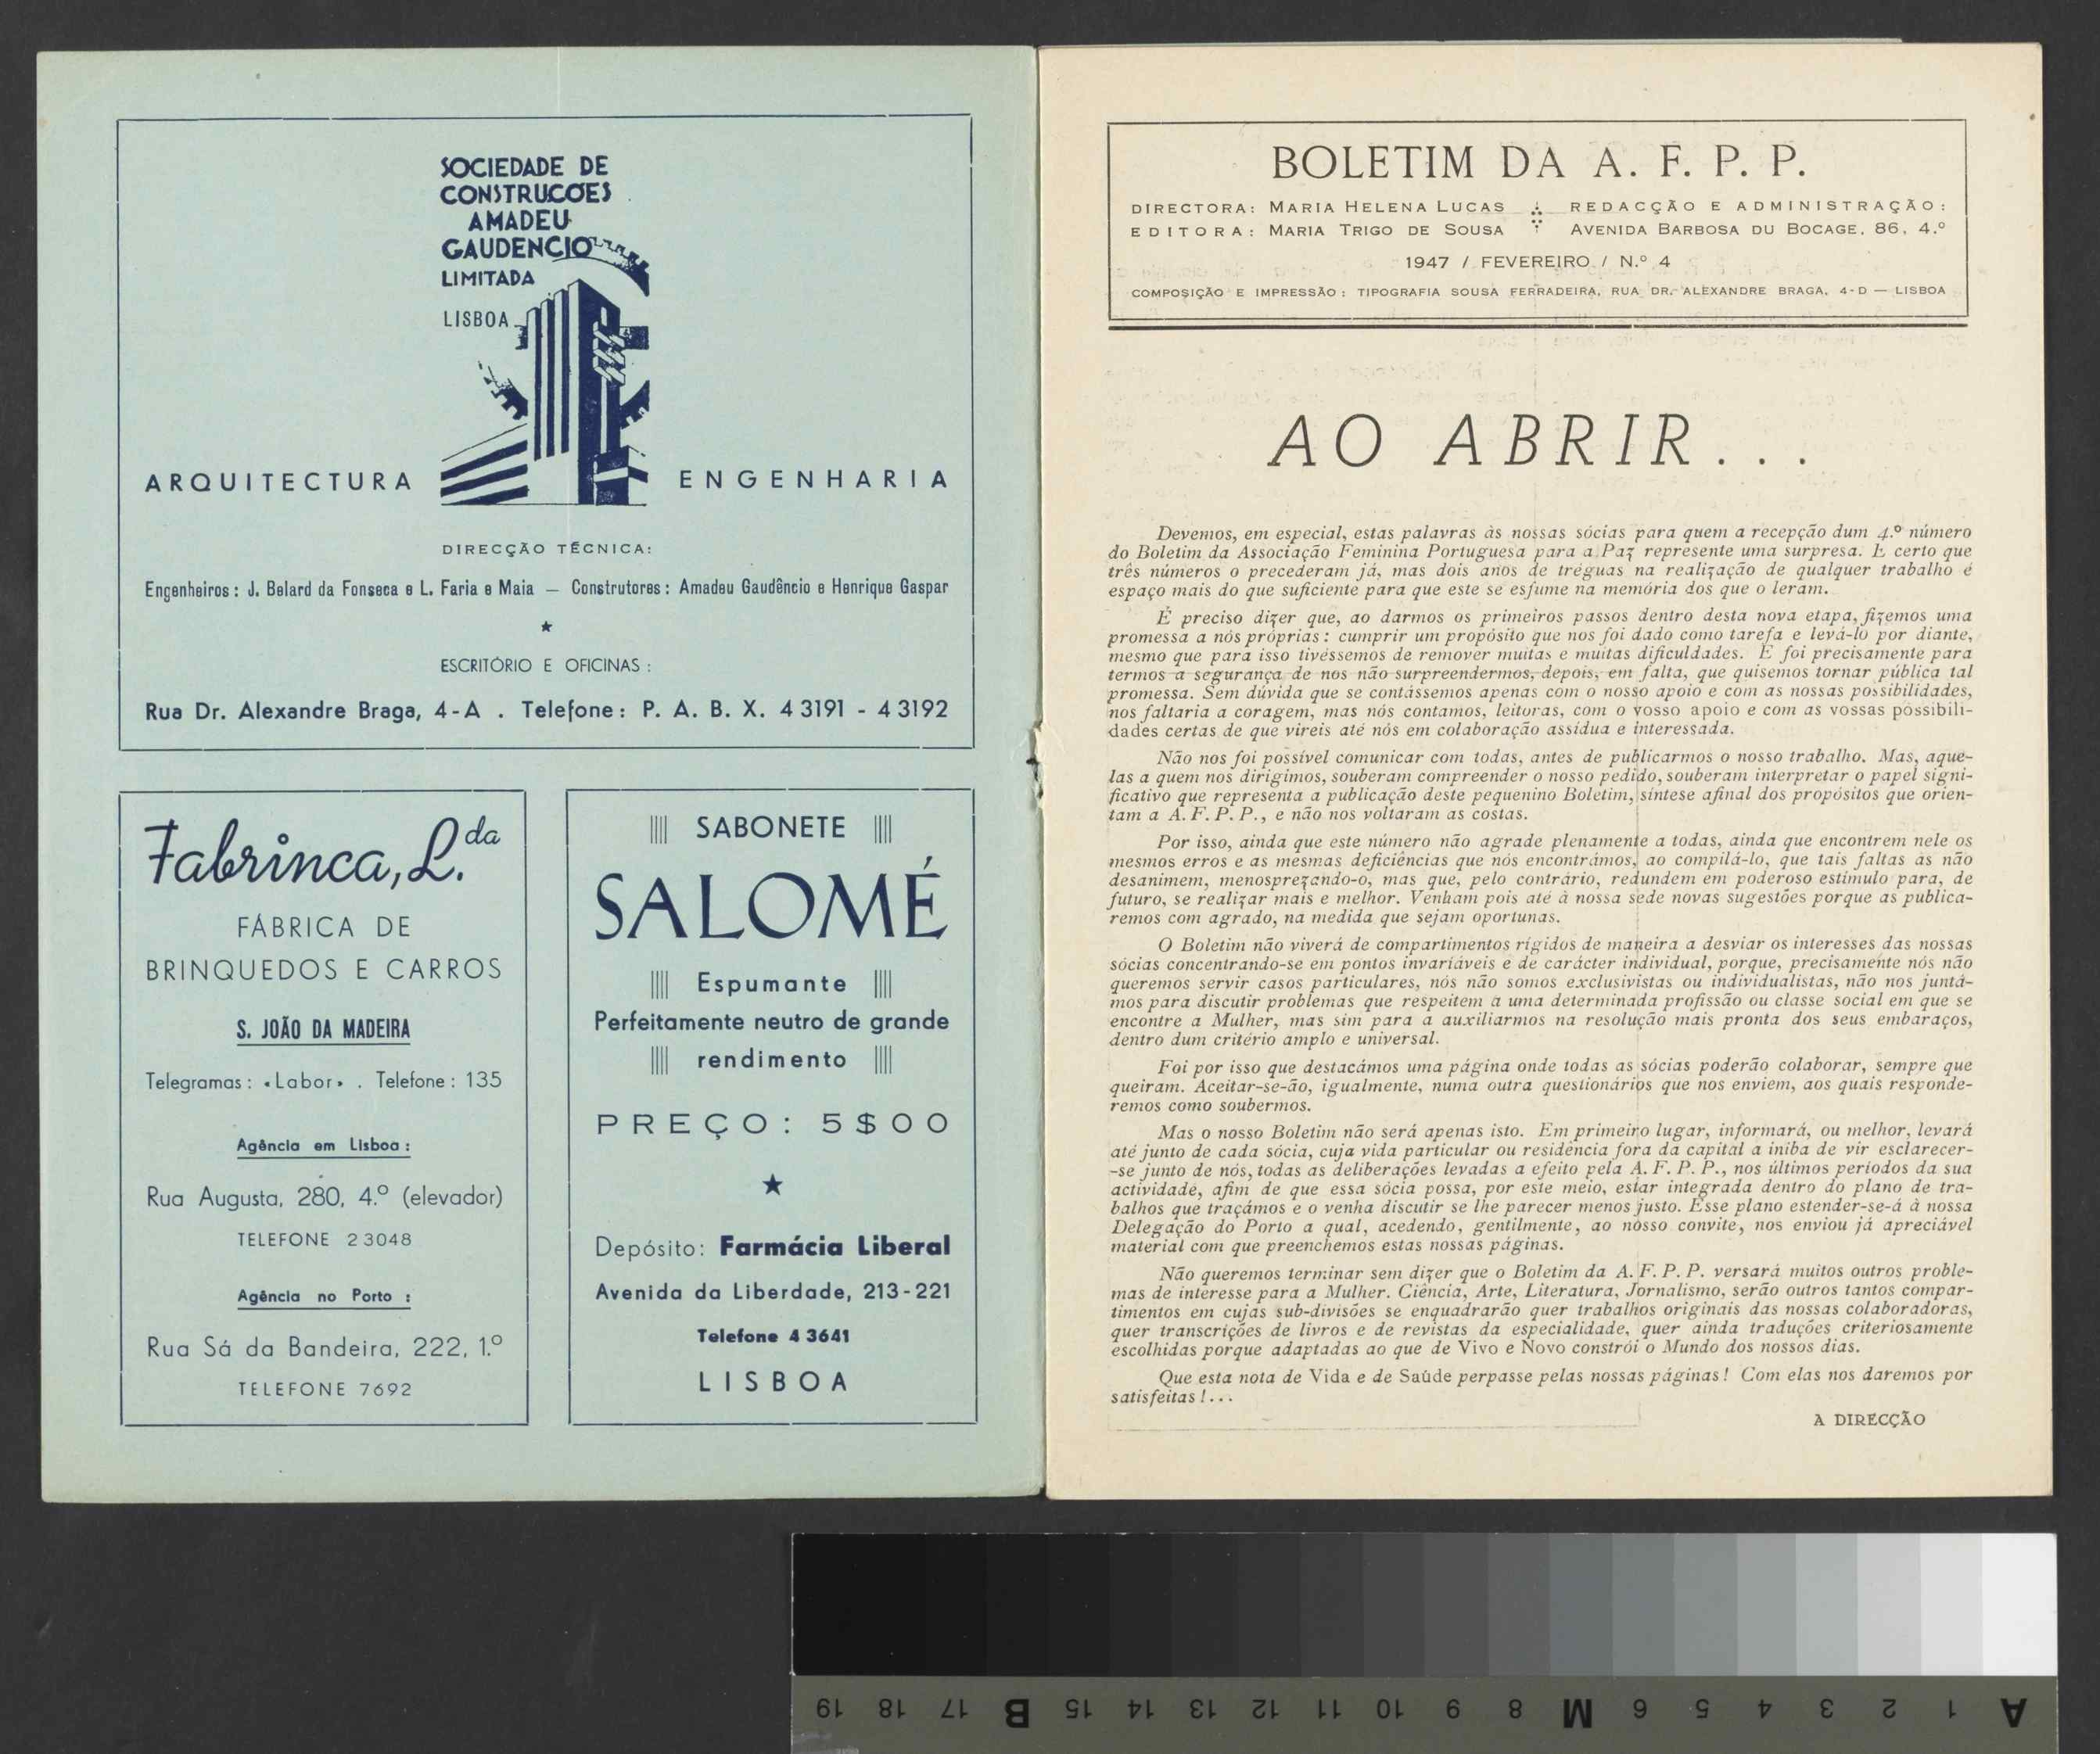 SOCIEDADE DE
CONSTRUCOES
AMADEU
GAUDENCIO
LIMITADA
LISBOA
ARQUITECTURA ENGENHARIA
DIRECÇÃO TÉCNICA:
Engenheiros : J. Belard da Fonseca e L. Faria e Maia — Construtores : Amadeu Gaudêncio e Henrique Gaspar
★
ESCRITÓRIO E OFICINAS :
Rua Dr. Alexandre Braga, 4-A . Telefone : P. A. B. X. 4 3191 - 4 3192
Fabrinca, L.da
FÁBRICA DE
BRINQUEDOS E CARROS
S. JOÃO DA MADEIRA
Telegramas : «Labor» . Telefone : 135
Agência em Lisboa :
Rua Augusta, 280, 4.º (elevador)
TELEFONE 2 3048
Agência no Porto :
Rua Sá da Bandeira, 222, 1.º
TELEFONE 7692
SABONETE
SALOMÉ
Espumante
Perfeitamente neutro de grande
rendimento
PREÇO: 5$00
★
Depósito: Farmácia Liberal
Avenida da Liberdade, 213-221
Telefone 4 3641
LISBOA
BOLETIM DA A. F. P. P.
DIRECTORA: MARIA HELENA LUCAS REDACÇÃO E ADMINISTRAÇÃO:
EDITORA: MARIA TRIGO DE SOUSA AVENIDA BARBOSA DU BOCAGE, 86, 4.º
1947 / FEVEREIRO / N.º 4
COMPOSIÇÃO E IMPRESSÃO : TIPOGRAFIA SOUSA FERRADEIRA, RUA DR. ALEXANDRE BRAGA, 4-D — LISBOA
AO ABRIR...
Devemos, em especial, estas palavras às nossas sócias para quem a recepção dum 4.º número
do Boletim da Associação Feminina Portuguesa para a Paz represente uma surpresa. E certo que
três números o precederam já, mas dois anos de tréguas na realização de qualquer trabalho é
espaço mais do que suficiente para que este se esfume na memória dos que o leram.
É preciso dizer que, ao darmos os primeiros passos dentro desta nova etapa, fizemos uma
promessa a nós próprias : cumprir um propósito que nos foi dado como tarefa e levá-lo por diante,
mesmo que para isso tivéssemos de remover muitas e muitas dificuldades. E foi precisamente para
termos a segurança de nos não surpreendermos, depois, em falta, que quisemos tornar pública tal
promessa. Sem dúvida que se contássemos apenas com o nosso apoio e com as nossas possibilidades,
nos faltaria a coragem, mas nós contamos, leitoras, com o vosso apoio e com as vossas possibili-
dades certas de que vireis até nós em colaboração assídua e interessada.
Não nos foi possível comunicar com todas, antes de publicarmos o nosso trabalho. Mas, aque-
las a quem nos dirigimos, souberam compreender o nosso pedido, souberam interpretar o papel signi-
ficativo que representa a publicação deste pequenino Boletim, síntese afinal dos propósitos que orien-
tam a A. F. P. P., e não nos voltaram as costas.
Por isso, ainda que este número não agrade plenamente a todas, ainda que encontrem nele os
mesmos erros e as mesmas deficiências que nós encontrámos, ao compilá-lo, que tais faltas as não
desanimem, menosprezando-o, mas que, pelo contrário, redundem em poderoso estímulo para, de
futuro, se realizar mais e melhor. Venham pois até à nossa sede novas sugestões porque as publica-
remos com agrado, na medida que sejam oportunas.
O Boletim não viverá de compartimentos rígidos de maneira a desviar os interesses das nossas
sócias concentrando-se em pontos invariáveis e de carácter individual, porque, precisamente nós não
queremos servir casos particulares, nós não somos exclusivistas ou individualistas, não nos juntá-
mos para discutir problemas que respeitem a uma determinada profissão ou classe social em que se
encontre a Mulher, mas sim para a auxiliarmos na resolução mais pronta dos seus embaraços,
dentro dum critério amplo e universal.
Foi por isso que destacámos uma página onde todas as sócias poderão colaborar, sempre que
queiram. Aceitar-se-ão, igualmente, numa outra questionários que nos enviem, aos quais responde-
remos como soubermos.
Mas o nosso Boletim não será apenas isto. Em primeiro lugar, informará, ou melhor, levará
até junto de cada sócia, cuja vida particular ou residência fora da capital a iniba de vir esclarecer-
-se junto de nós, todas as deliberações levadas a efeito pela A. F. P. P., nos últimos períodos da sua
actividade, afim de que essa sócia possa, por este meio, estar integrada dentro do plano de tra-
balhos que traçámos e o venha discutir se lhe parecer menos justo. Esse plano estender-se-á à nossa
Delegação do Porto a qual, acedendo, gentilmente, ao nosso convite, nos enviou já apreciável
material com que preenchemos estas nossas páginas.
Não queremos terminar sem dizer que o Boletim da A. F. P. P. versará muitos outros proble-
mas de interesse para a Mulher. Ciência, Arte, Literatura, Jornalismo, serão outros tantos compar-
timentos em cujas sub-divisões se enquadrarão quer trabalhos originais das nossas colaboradoras,
quer transcrições de livros e de revistas da especialidade, quer ainda traduções criteriosamente
escolhidas porque adaptadas ao que de Vivo e Novo constrói o Mundo dos nossos dias.
Que esta nota de Vida e de Saúde perpasse pelas nossas páginas ! Com elas nos daremos por
satisfeitas !...
A DIRECÇÃO
A 1 2 3 4 5 6 M 8 9 10 11 12 13 14 15 B 17 18 19